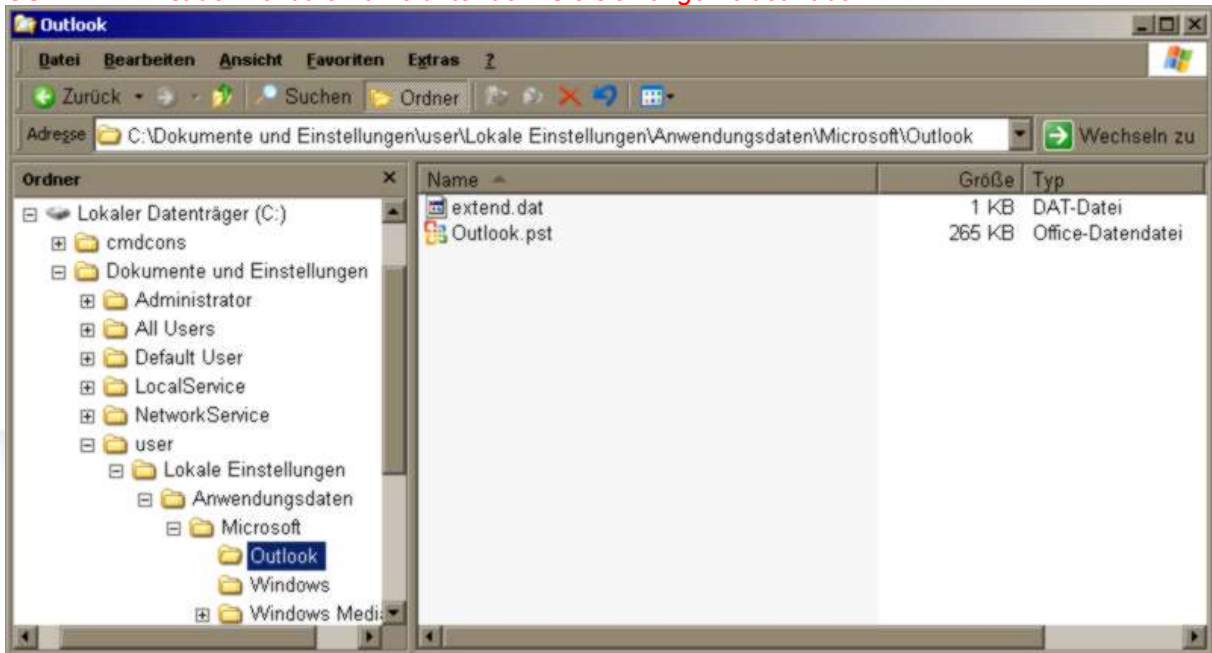 Outlook
Datei Bearbeiten Ansicht Favoriten Extras ?
Zurück Suchen Ordner
Adresse C:\Dokumente und Einstellungen\user\Lokale Einstellungen\Anwendungsdaten\Microsoft\Outlook Wechseln zu
Ordner x
Lokaler Datenträger (C:)
cmdcons
Dokumente und Einstellungen
Administrator
All Users
Default User
LocalService
NetworkService
user
Lokale Einstellungen
Anwendungsdaten
Microsoft
Outlook
Windows
Windows Medi
Name Größe Typ
extend.dat 1 KB DAT-Datei
Outlook.pst 265 KB Office-Datendatei